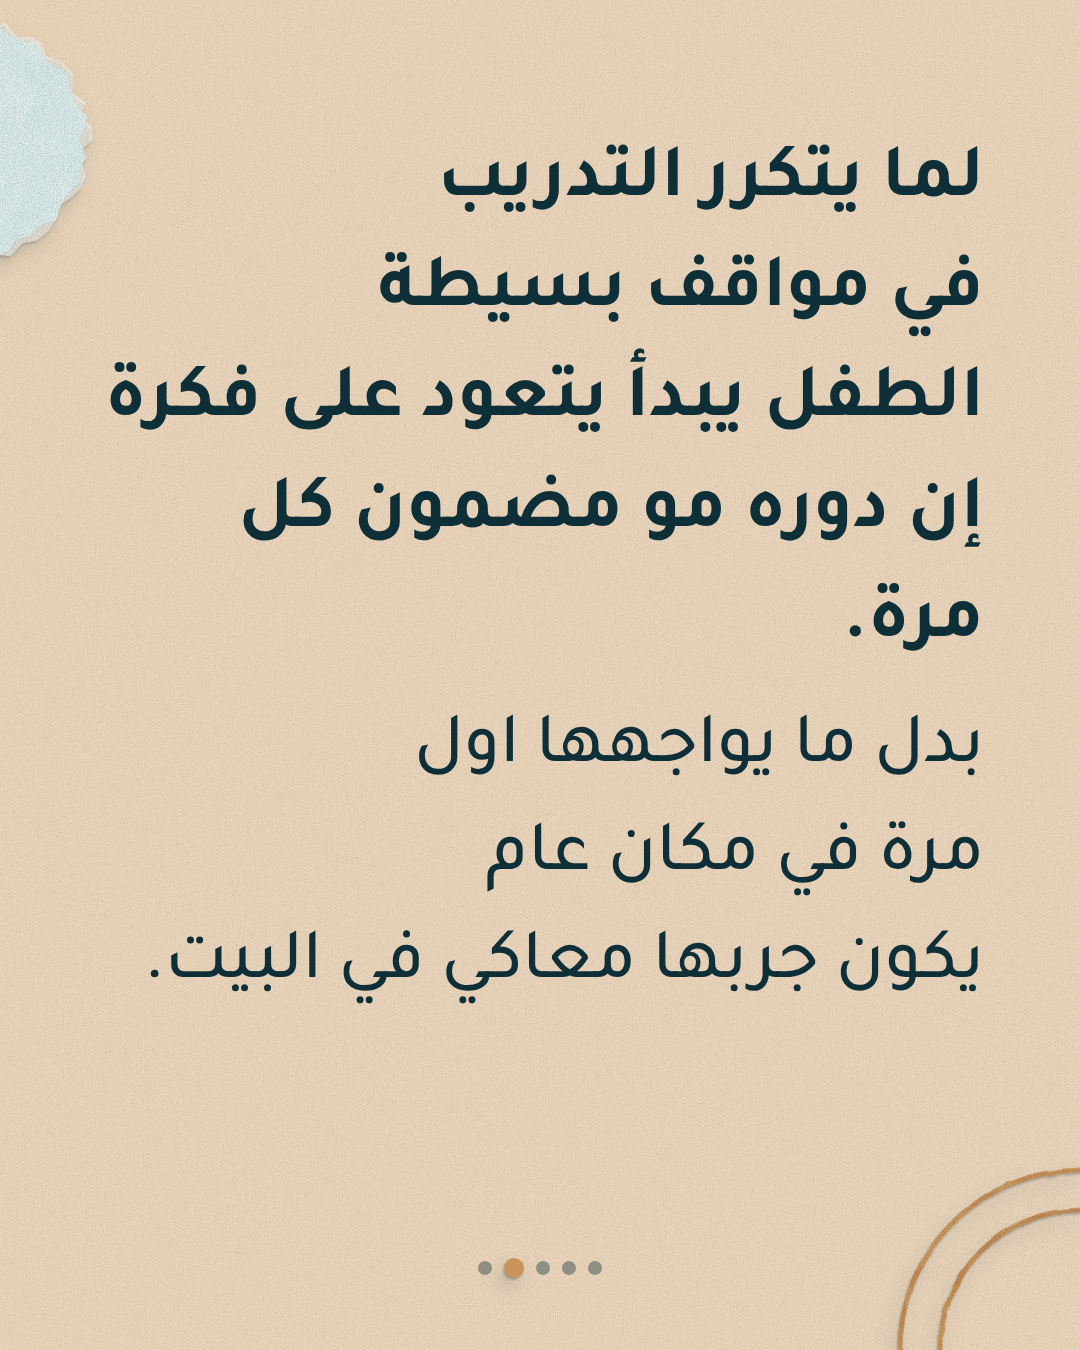 لما يتكرر التدريب
في مواقف بسيطة
الطفل يبدأ يتعود على فكرة
إن دوره مو مضمون كل
مرة.
بدل ما يواجهها اول
مرة في مكان عام
يكون جربها معاكي في البيت.